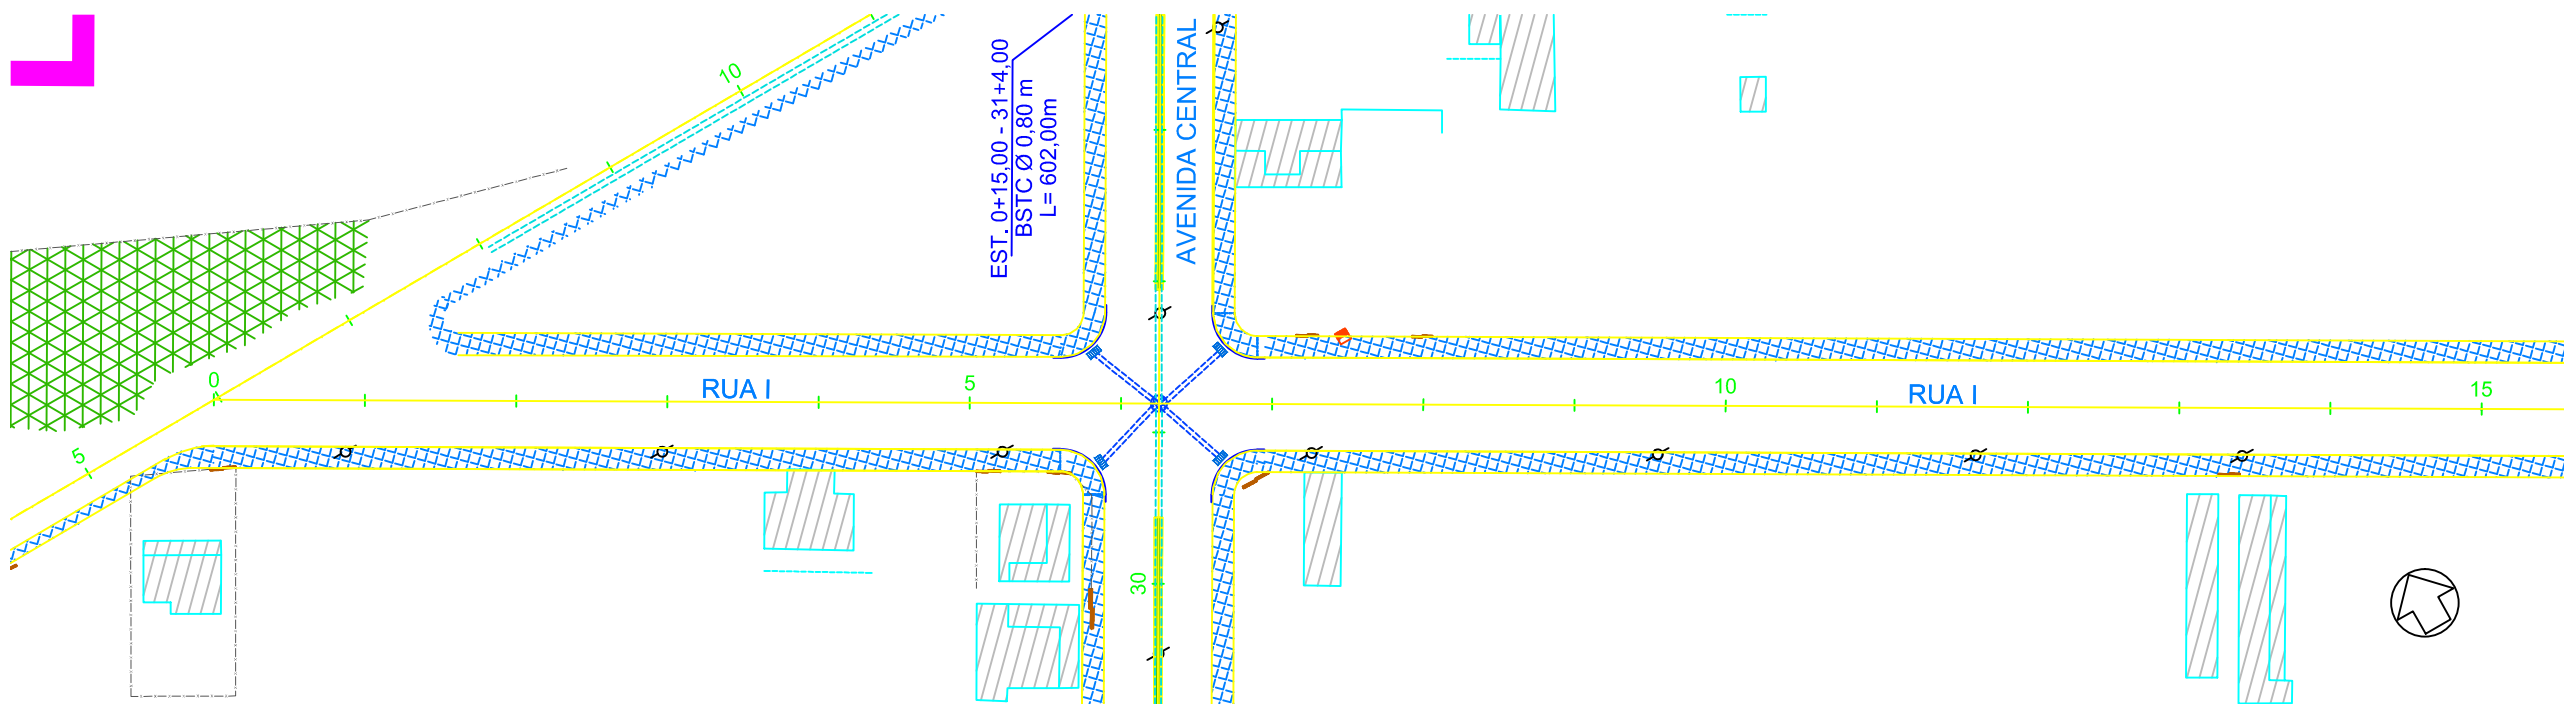 10
EST. 0+15,00 - 31+4,00
BSTC Ø 0,80 m
L= 602,00m
AVENIDA CENTRAL
0
RUA I
5
10
RUA I
15
5
30